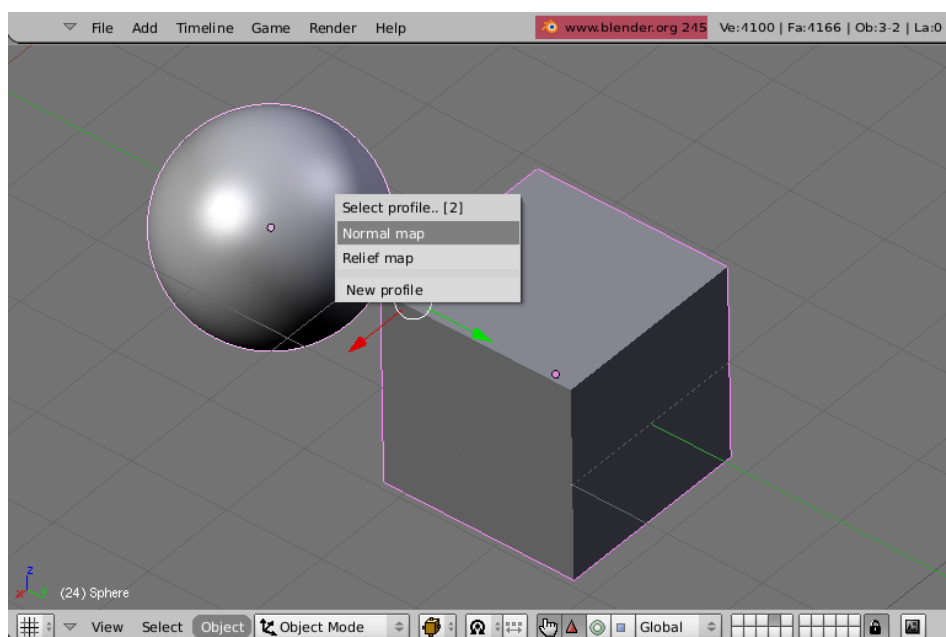 File Add Timeline Game Render Help www.blender.org 245 Ve:4100 | Fa:4166 | Ob:3-2 | La:0
Select profile.. [2]
Normal map
Relief map
New profile
z
(24) Sphere
View Select Object Object Mode Global